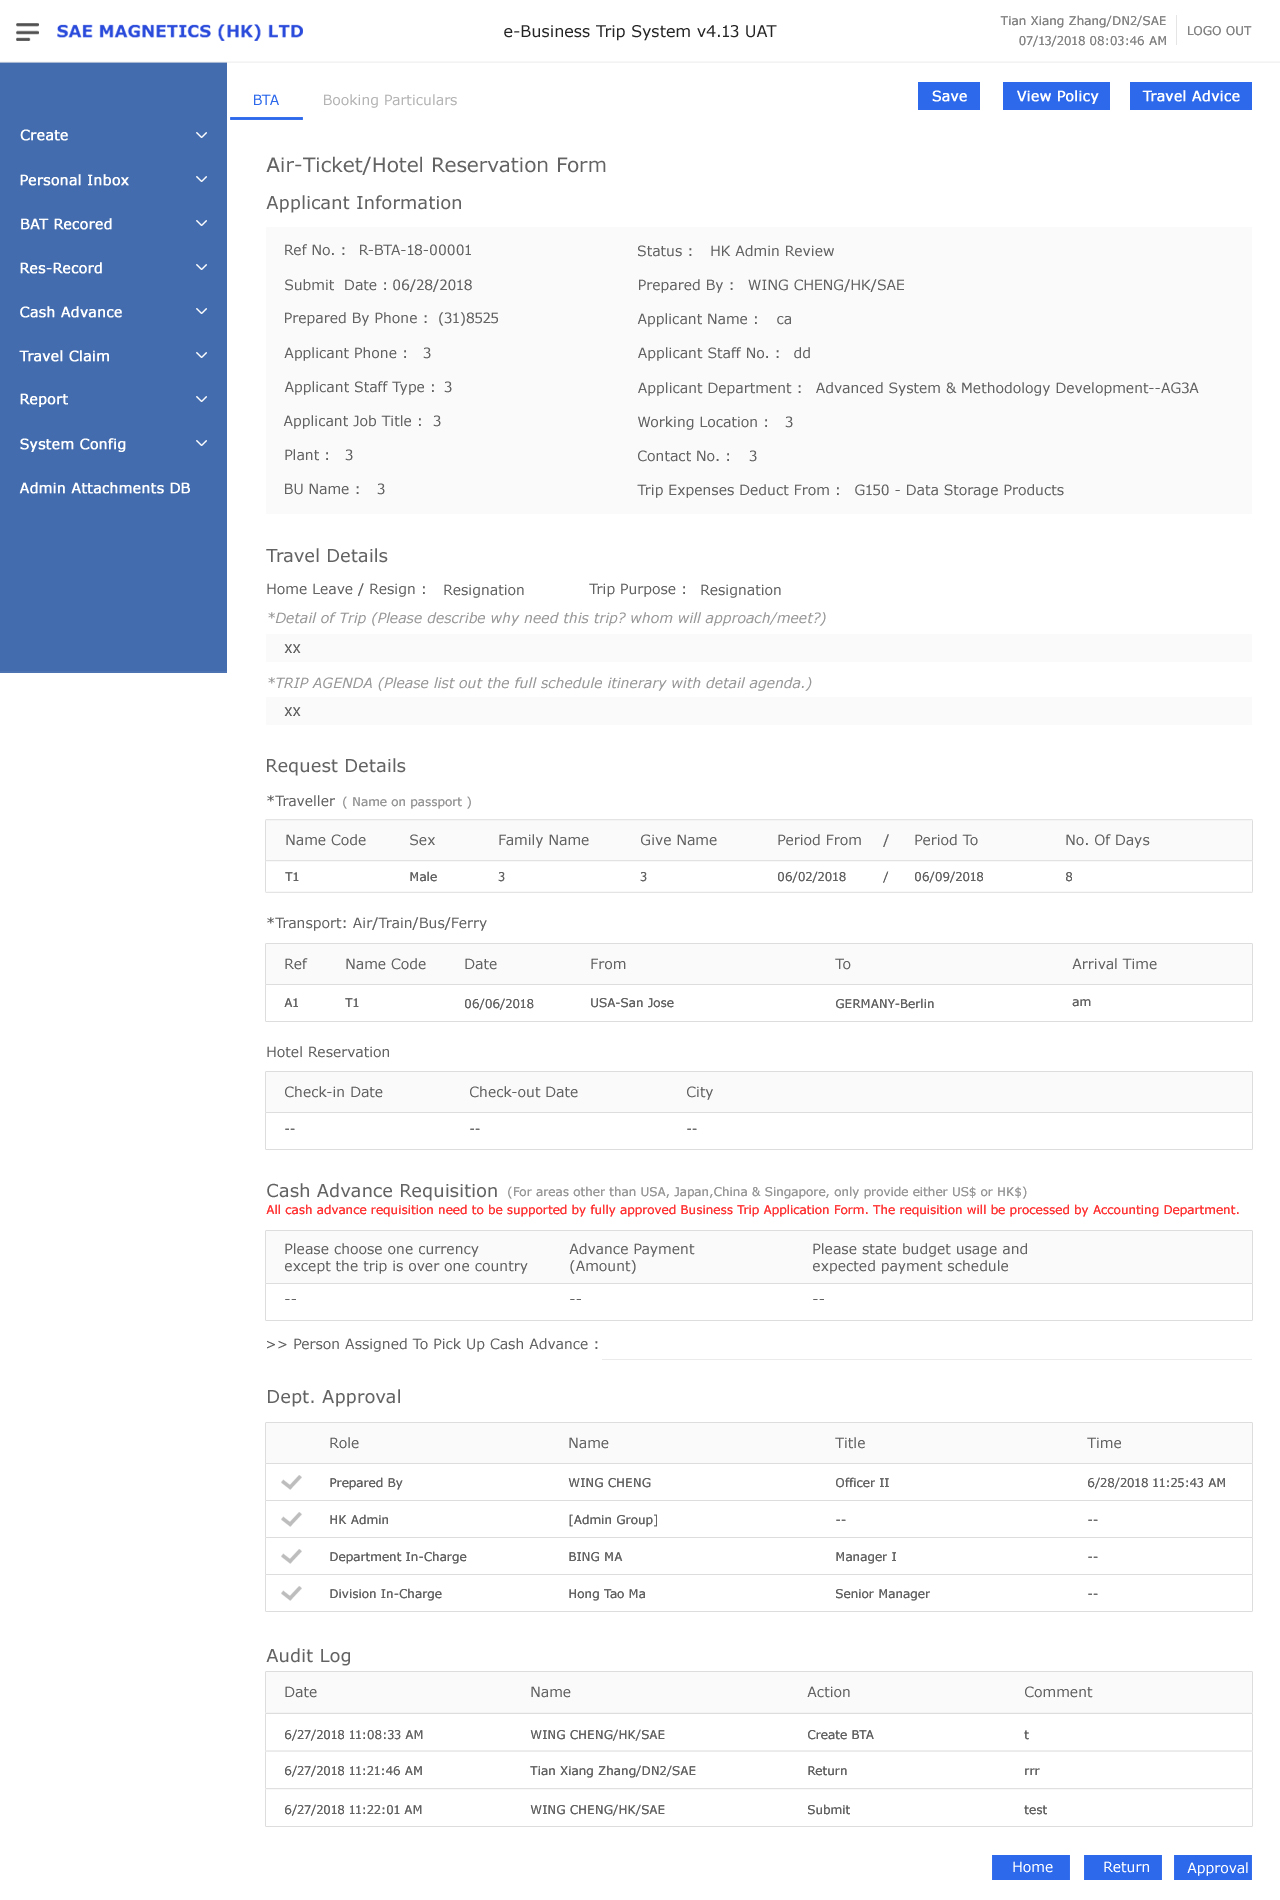 SAE MAGNETICS (HK) LTD
e-Business Trip System v4.13 UAT
Tian Xiang Zhang/DN2/SAE
07/13/2018 08:03:46 AM
LOGO OUT
BTA
Booking Particulars
Save
View Policy
Travel Advice
Create
Personal Inbox
BAT Recored
Res-Record
Cash Advance
Travel Claim
Report
System Config
Admin Attachments DB
Air-Ticket/Hotel Reservation Form
Applicant Information
Ref No. : R-BTA-18-00001
Status : HK Admin Review
Submit Date : 06/28/2018
Prepared By : WING CHENG/HK/SAE
Prepared By Phone : (31)8525
Applicant Name : ca
Applicant Phone : 3
Applicant Staff No. : dd
Applicant Staff Type : 3
Applicant Department : Advanced System & Methodology Development--AG3A
Applicant Job Title : 3
Working Location : 3
Plant : 3
Contact No. : 3
BU Name : 3
Trip Expenses Deduct From : G150 - Data Storage Products
Travel Details
Home Leave / Resign : Resignation Trip Purpose : Resignation
*Detail of Trip (Please describe why need this trip? whom will approach/meet?)
xx
*TRIP AGENDA (Please list out the full schedule itinerary with detail agenda.)
xx
Request Details
*Traveller ( Name on passport )
Name Code Sex Family Name Give Name Period From / Period To No. Of Days
T1 Male 3 3 06/02/2018 / 06/09/2018 8
*Transport: Air/Train/Bus/Ferry
Ref Name Code Date From To Arrival Time
A1 T1 06/06/2018 USA-San Jose GERMANY-Berlin am
Hotel Reservation
Check-in Date Check-out Date City
-- -- --
Cash Advance Requisition (For areas other than USA, Japan,China & Singapore, only provide either US$ or HK$)
All cash advance requisition need to be supported by fully approved Business Trip Application Form. The requisition will be processed by Accounting Department.
Please choose one currency Advance Payment Please state budget usage and
except the trip is over one country (Amount) expected payment schedule
-- -- --
>> Person Assigned To Pick Up Cash Advance :
Dept. Approval
Role Name Title Time
Prepared By WING CHENG Officer II 6/28/2018 11:25:43 AM
HK Admin [Admin Group] -- --
Department In-Charge BING MA Manager I --
Division In-Charge Hong Tao Ma Senior Manager --
Audit Log
Date Name Action Comment
6/27/2018 11:08:33 AM WING CHENG/HK/SAE Create BTA t
6/27/2018 11:21:46 AM Tian Xiang Zhang/DN2/SAE Return rrr
6/27/2018 11:22:01 AM WING CHENG/HK/SAE Submit test
Home
Return
Approval